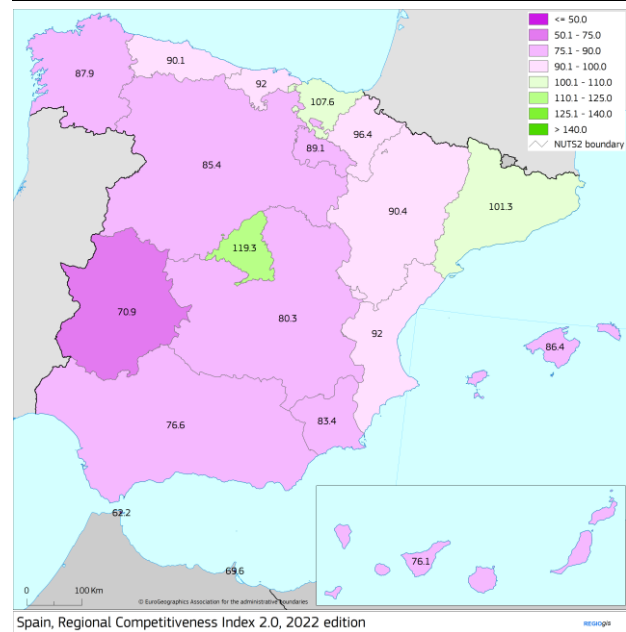 <= 50.0
50.1 - 75.0
75.1 - 90.0
90.1 - 100.0
100.1 - 110.0
110.1 - 125.0
125.1 - 140.0
> 140.0
NUTS2 boundary
87.9
90.1
92
107.6
96.4
89.1
85.4
90.4
101.3
119.3
70.9
80.3
92
86.4
76.6
83.4
62.2
69.6
76.1
0 100 Km
© EuroGeographics Association for the administrative boundaries
Spain, Regional Competitiveness Index 2.0, 2022 edition
REGIOgis